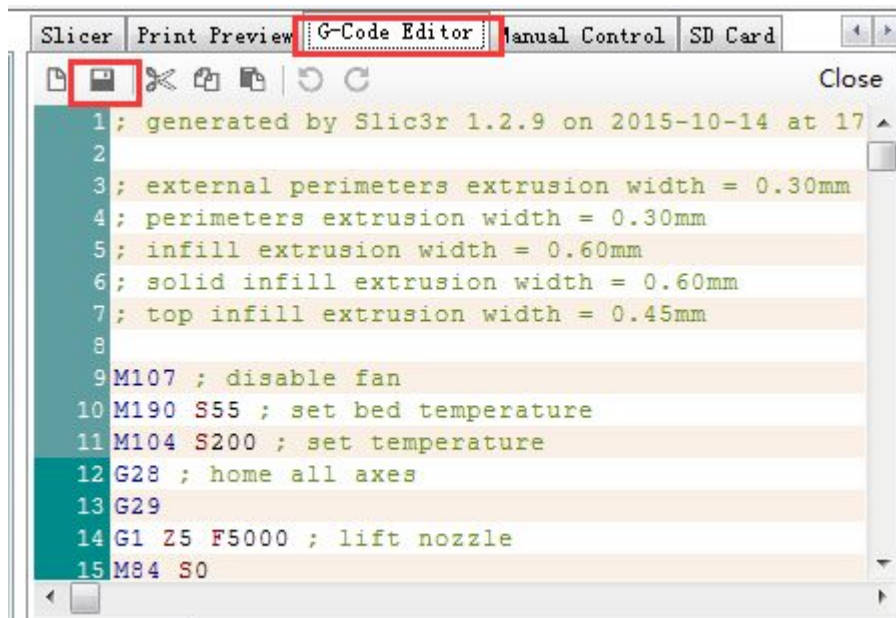 Slicer Print Preview G-Code Editor Manual Control SD Card
Close
1 ; generated by Slic3r 1.2.9 on 2015-10-14 at 17
2
3 ; external perimeters extrusion width = 0.30mm
4 ; perimeters extrusion width = 0.30mm
5 ; infill extrusion width = 0.60mm
6 ; solid infill extrusion width = 0.60mm
7 ; top infill extrusion width = 0.45mm
8
9 M107 ; disable fan
10 M190 S55 ; set bed temperature
11 M104 S200 ; set temperature
12 G28 ; home all axes
13 G29
14 G1 Z5 F5000 ; lift nozzle
15 M84 S0